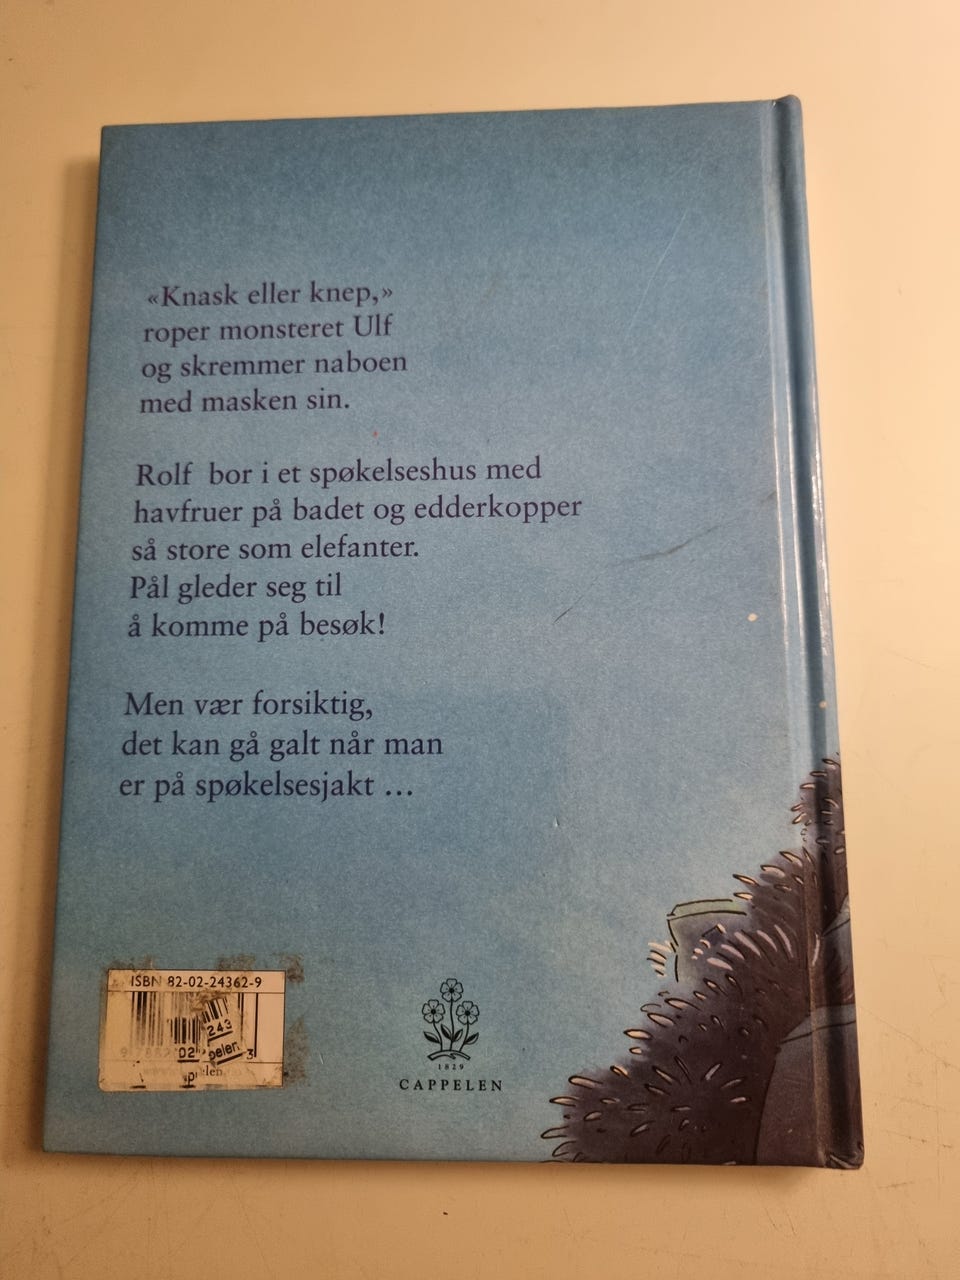 «Knask eller knep,»
roper monsteret Ulf
og skremmer naboen
med masken sin.
Rolf bor i et spøkelseshus med
havfruer på badet og edderkopper
så store som elefanter.
Pål gleder seg til
å komme på besøk!
Men vær forsiktig,
det kan gå galt når man
er på spøkelsesjakt ...
ISBN 82-02-24362-9
243
1829
CAPPELEN